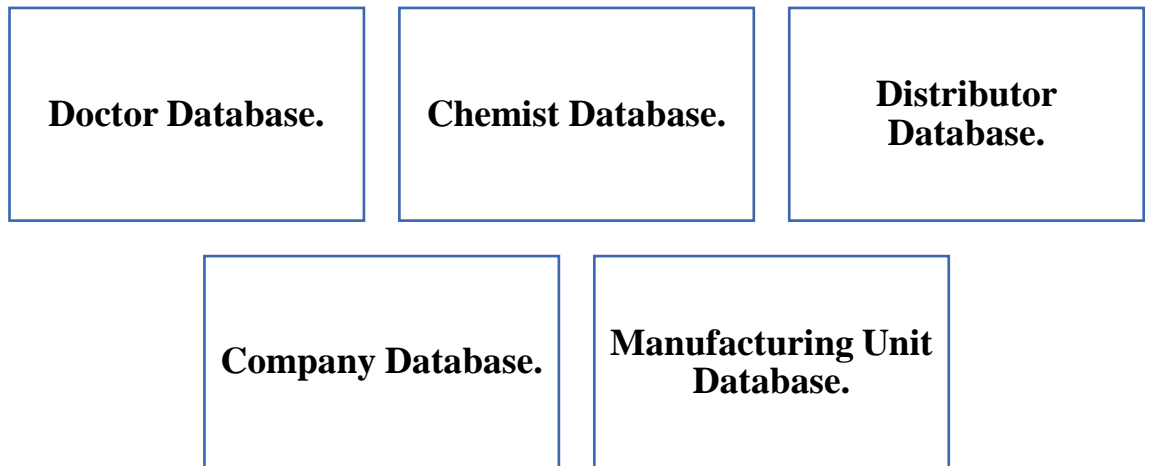 Doctor Database.
Chemist Database.
Distributor
Database.
Company Database.
Manufacturing Unit
Database.